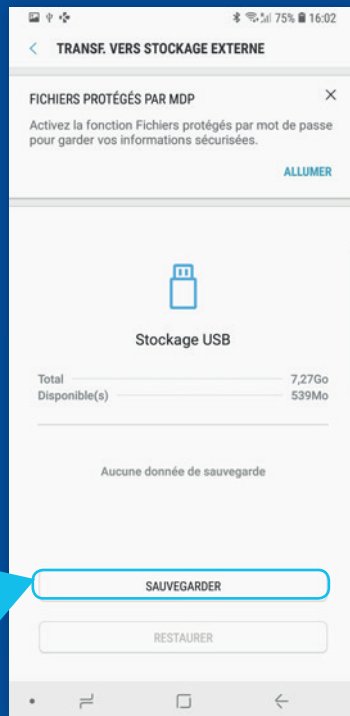 75% 16:02
TRANSF. VERS STOCKAGE EXTERNE
FICHIERS PROTÉGÉS PAR MDP
Activez la fonction Fichiers protégés par mot de passe
pour garder vos informations sécurisées.
ALLUMER
Stockage USB
Total 7,27Go
Disponible(s) 539Mo
Aucune donnée de sauvegarde
SAUVEGARDER
RESTAURER